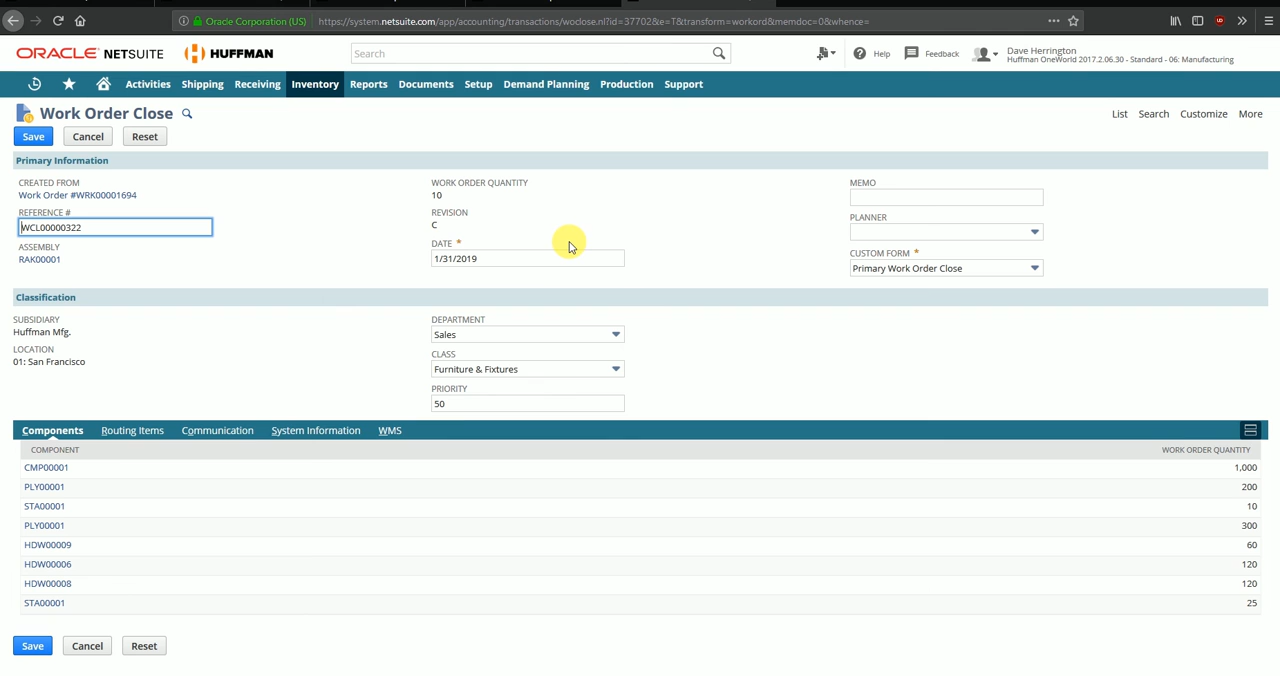 Oracle Corporation (US) https://system.netsuite.com/app/accounting/transactions/woclose.nl?id=37702&e=T&transform=workord&memdoc=0&whence=
ORACLE NETSUITE HUFFMAN
Search
Help
Feedback
Dave Herrington
Huffman OneWorld 2017.2.06.30 - Standard - 06: Manufacturing
Activities Shipping Receiving Inventory Reports Documents Setup Demand Planning Production Support
Work Order Close
List Search Customize More
Save Cancel Reset
Primary Information
CREATED FROM
Work Order #WRK00001694
REFERENCE #
WCL00000322
ASSEMBLY
RAK00001
WORK ORDER QUANTITY
10
REVISION
C
DATE *
1/31/2019
MEMO
PLANNER
CUSTOM FORM *
Primary Work Order Close
Classification
SUBSIDIARY
Huffman Mfg.
LOCATION
01: San Francisco
DEPARTMENT
Sales
CLASS
Furniture & Fixtures
PRIORITY
50
Components Routing Items Communication System Information WMS
COMPONENT WORK ORDER QUANTITY
CMP00001 1,000
PLY00001 200
STA00001 10
PLY00001 300
HDW00009 60
HDW00006 120
HDW00008 120
STA00001 25
Save Cancel Reset